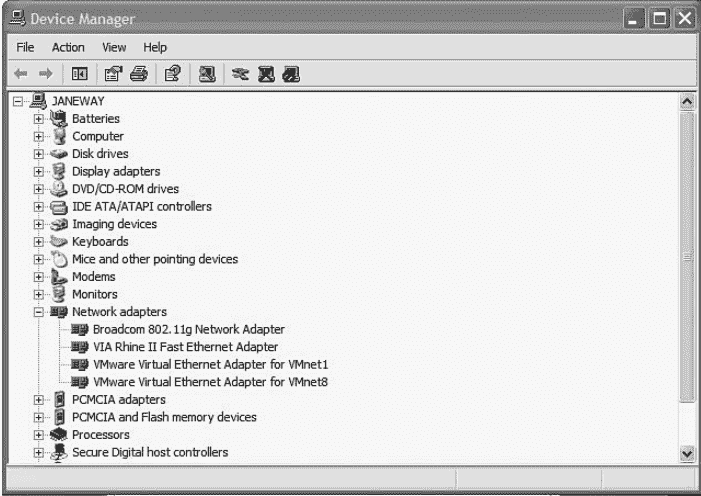 Device Manager
File Action View Help
JANEWAY
Batteries
Computer
Disk drives
Display adapters
DVD/CD-ROM drives
IDE ATA/ATAPI controllers
Imaging devices
Keyboards
Mice and other pointing devices
Modems
Monitors
Network adapters
Broadcom 802.11g Network Adapter
VIA Rhine II Fast Ethernet Adapter
VMware Virtual Ethernet Adapter for VMnet1
VMware Virtual Ethernet Adapter for VMnet8
PCMCIA adapters
PCMCIA and Flash memory devices
Processors
Secure Digital host controllers